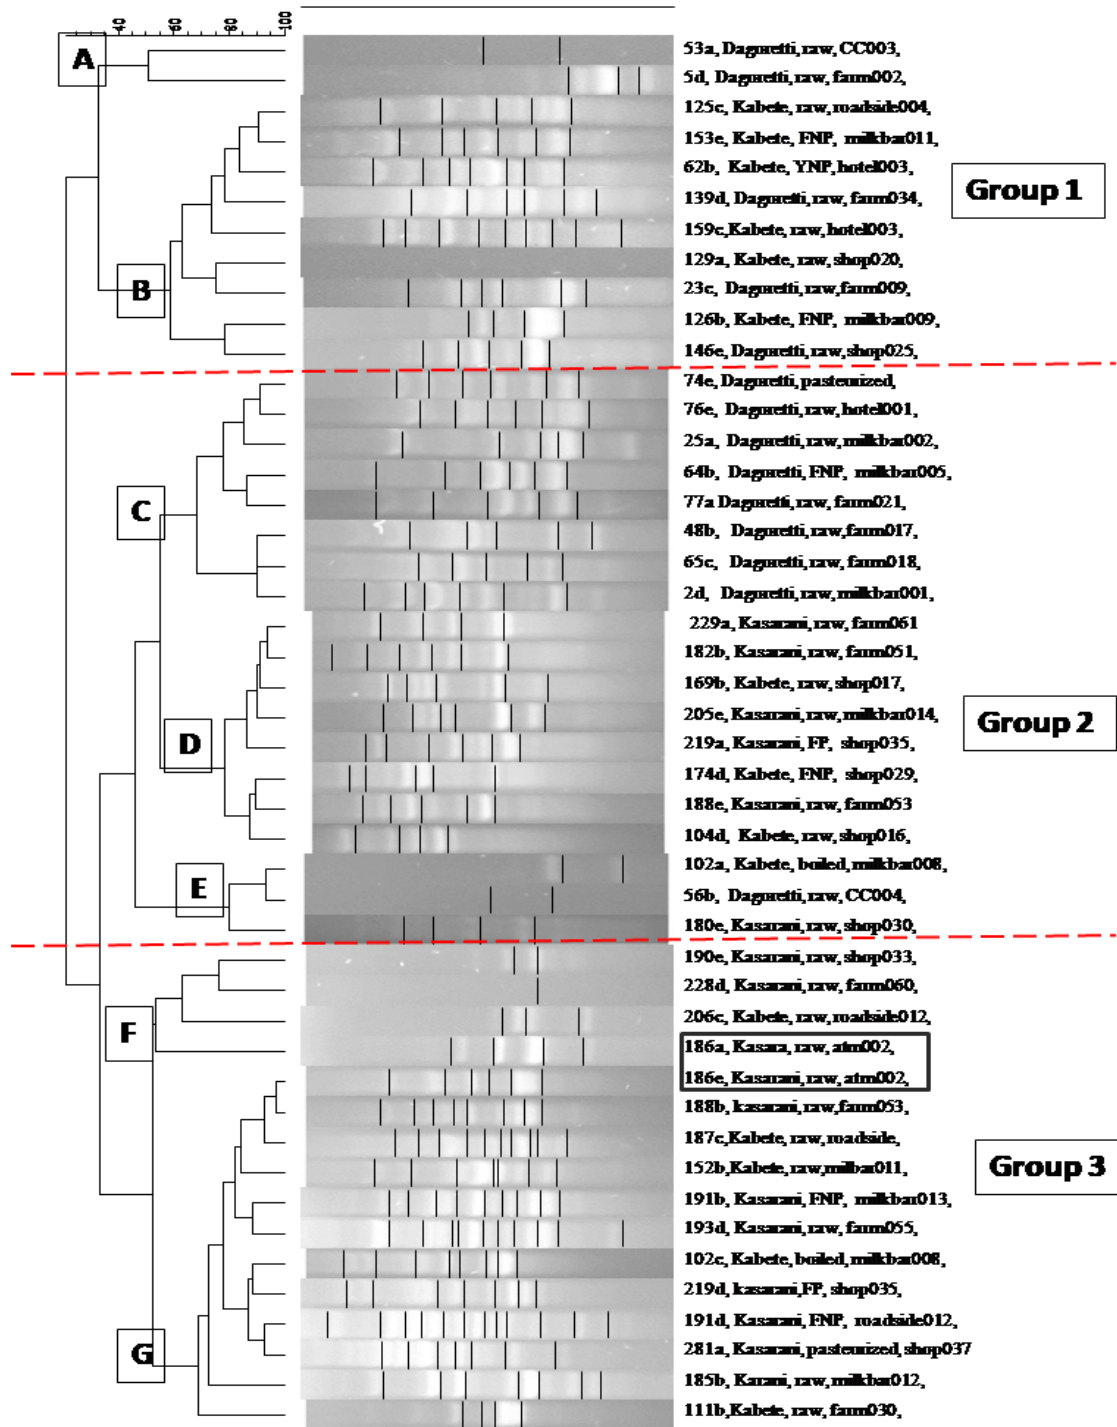 40
60
80
100
A
53a, Dagoretti, raw, CC003,
5d, Dagoretti, raw, farm002,
125c, Kabete, raw, roadside004,
153e, Kabete, FNP, milkbar011,
62b, Kabete, YNP, hotel003,
Group 1
139d, Dagoretti, raw, farm034,
159c,Kabete, raw, hotel003,
129a, Kabete, raw, shop020,
B
23c, Dagoretti, raw,farm009,
126b, Kabete, FNP, milkbar009,
146e, Dagoretti, raw,shop025,
74e, Dagoretti, pasteurized,
76e, Dagoretti, raw, hotel001,
25a, Dagoretti, raw, milkbar002,
64b, Dagoretti, FNP, milkbar005,
C
77a Dagoretti, raw, farm021,
48b, Dagoretti, raw,farm017,
65c, Dagoretti, raw, farm018,
2d, Dagoretti, raw, milkbar001,
229a, Kasarani, raw, farm061
182b, Kasarani, raw, farm051,
169b, Kabete, raw, shop017,
205e, Kasarani, raw, milkbar014,
Group 2
D
219a, Kasarani, FP, shop035,
174d, Kabete, FNP, shop029,
188e, Kasarani, raw, farm053
104d, Kabete, raw, shop016,
102a, Kabete, boiled, milkbar008,
E
56b, Dagoretti, raw, CC004,
180e, Kasarani, raw, shop030,
190e, Kasarani, raw, shop033,
228d, Kasarani, raw, farm060,
F
206c, Kabete, raw, roadside012,
186a, Kasara, raw, atm002,
186e, Kasarani, raw, atm002,
188b, kasarani, raw,farm053,
187c,Kabete, raw, roadside,
152b,Kabete, raw,milbar011,
Group 3
191b, Kasarani, FNP, milkbar013,
193d, Kasarani, raw, farm055,
102c, Kabete, boiled, milkbar008,
219d, kasarani,FP, shop035,
191d, Kasarani, FNP, roadside012,
G
281a, Kasarani, pasteurized, shop037
185b, Karani, raw, milkbar012,
111b,Kabete, raw, farm030,